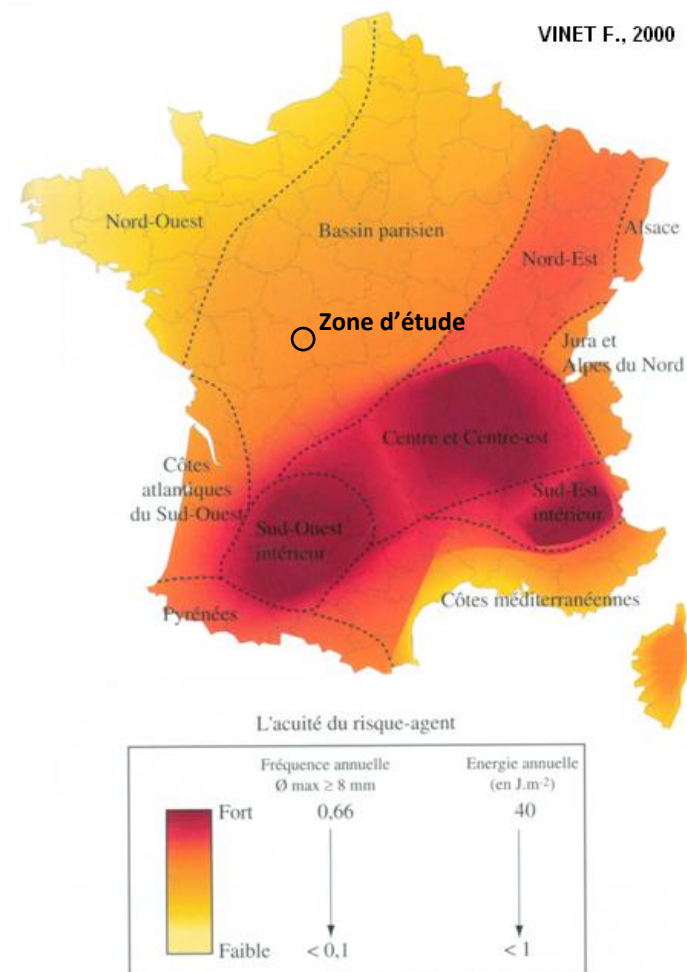 VINET F., 2000
Nord-Ouest
Bassin parisien
Alsace
Nord-Est
Zone d'étude
Jura et
Alpes du Nord
Centre et Centre-est
Côtes
atlantiques
du Sud-Ouest
Sud-Est
intérieur
Sud-Ouest
intérieur
Côtes méditerranéennes
Pyrénées
L'acuité du risque-agent
Fréquence annuelle
Ø max ≥ 8 mm
Energie annuelle
(en J.m-²)
Fort
0,66
40
Faible
< 0,1
< 1